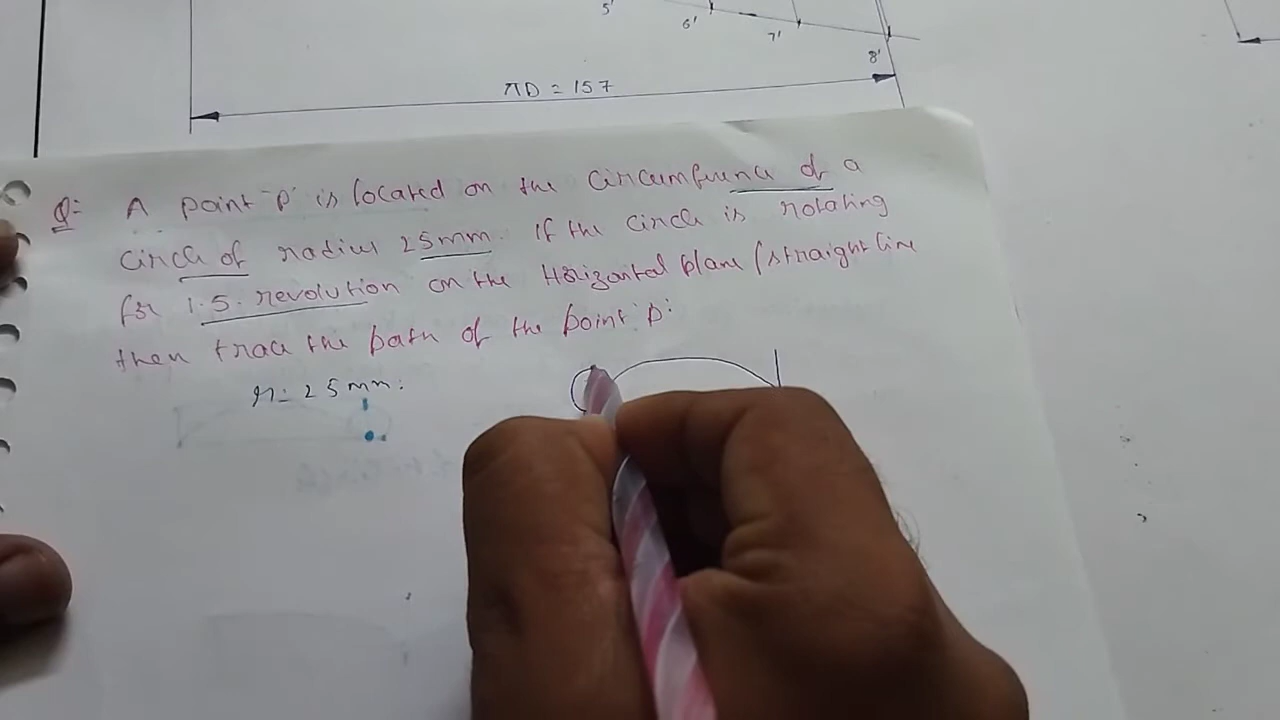 5'
6'
7'
8'
πD = 157
Q:- A point 'P' is located on the circumference of a
circle of radius 25mm. If the circle is rotating
for 1.5. revolution on the Horizontal plane / straight line
then trace the path of the point 'P'
r = 25 mm.